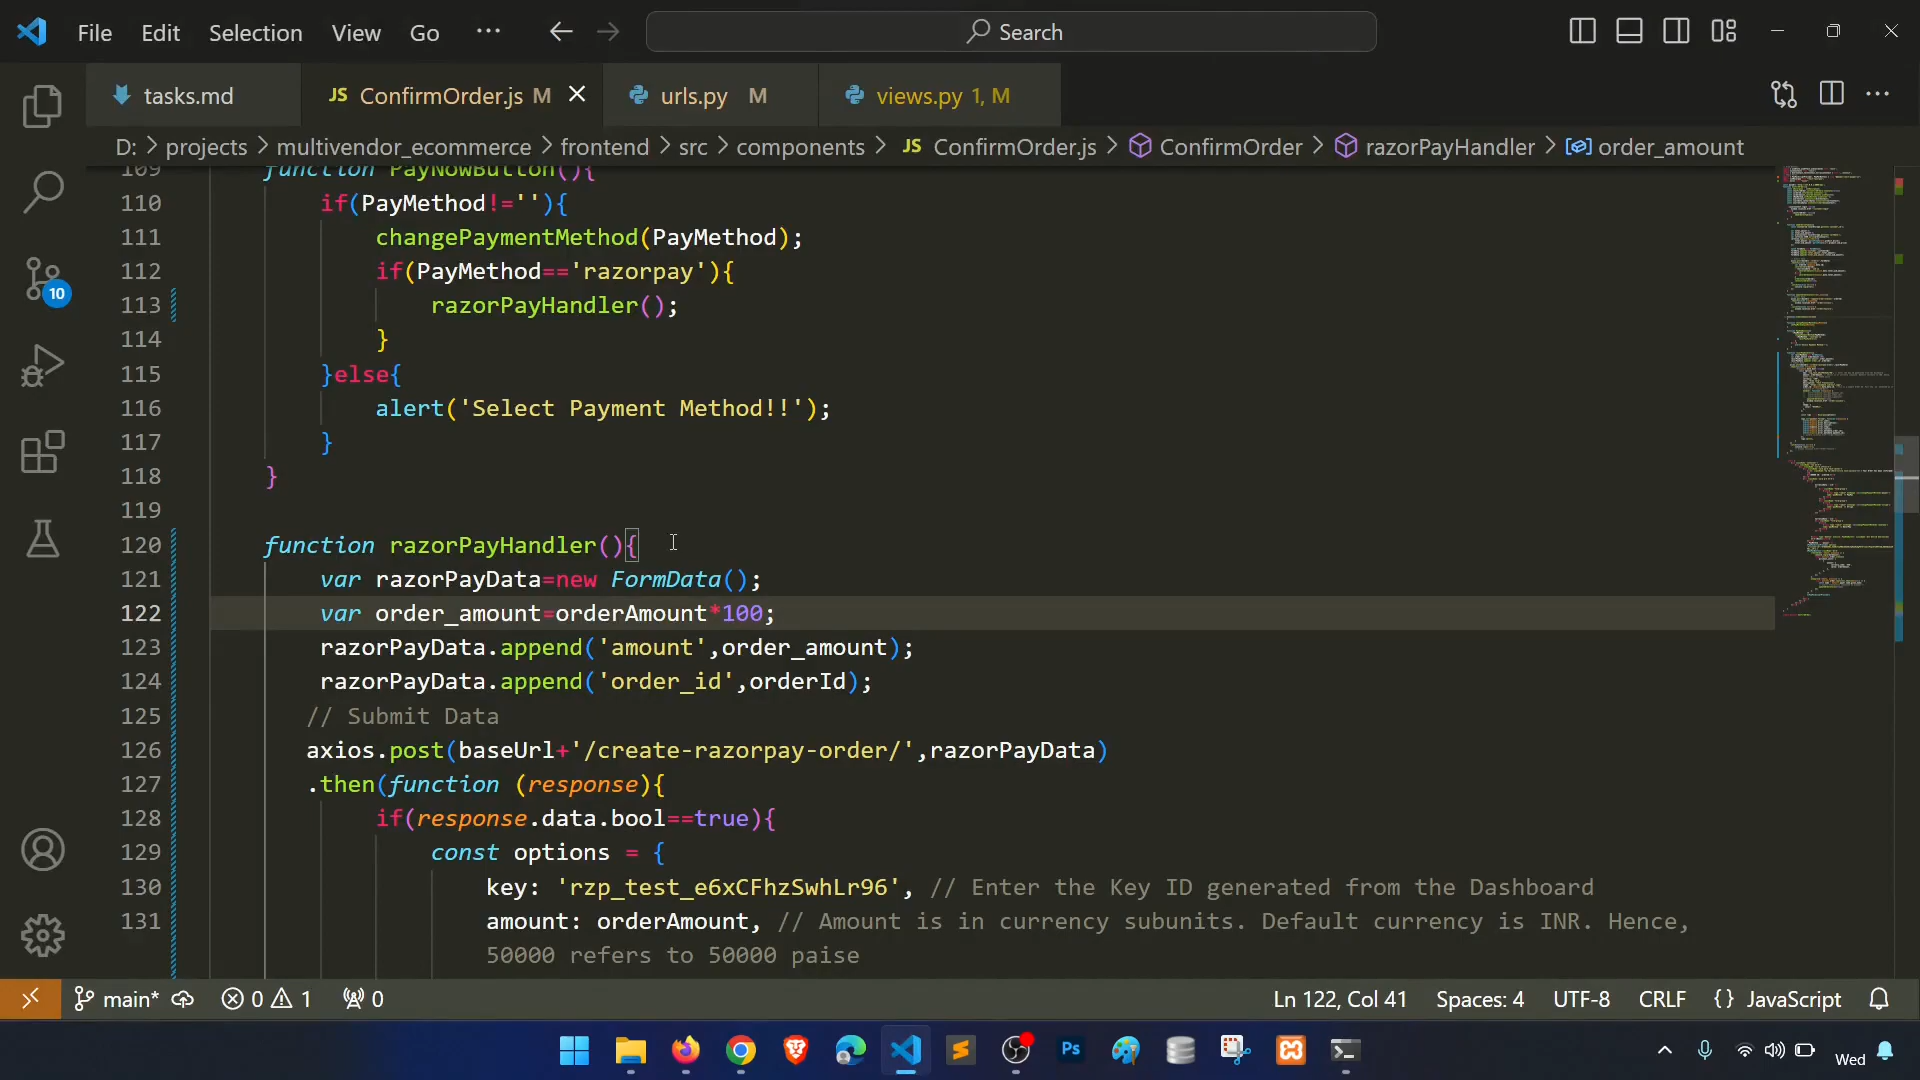 File Edit Selection View Go ··· Search
tasks.md JS ConfirmOrder.js M urls.py M views.py 1, M
D: > projects > multivendor_ecommerce > frontend > src > components > JS ConfirmOrder.js > ConfirmOrder > razorPayHandler > order_amount
109 function PayNowButton(){
110 if(PayMethod!=''){
111 changePaymentMethod(PayMethod);
112 if(PayMethod=='razorpay'){
113 razorPayHandler();
114 }
115 }else{
116 alert('Select Payment Method!!');
117 }
118 }
119
120 function razorPayHandler(){
121 var razorPayData=new FormData();
122 var order_amount=orderAmount*100;
123 razorPayData.append('amount',order_amount);
124 razorPayData.append('order_id',orderId);
125 // Submit Data
126 axios.post(baseUrl+'/create-razorpay-order/',razorPayData)
127 .then(function (response){
128 if(response.data.bool==true){
129 const options = {
130 key: 'rzp_test_e6xCFhzSwhLr96', // Enter the Key ID generated from the Dashboard
131 amount: orderAmount, // Amount is in currency subunits. Default currency is INR. Hence,
50000 refers to 50000 paise
10
main* 0 1 0 Ln 122, Col 41 Spaces: 4 UTF-8 CRLF {} JavaScript
Ps Wed